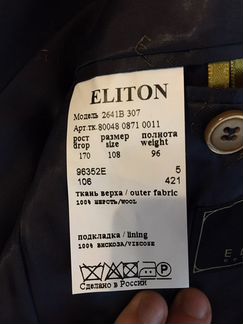 ELITON
Модель 2641В 307
Арт.тк.80048 0871 0011
рост размер полнота
drop size weight
170 108 96
96352E 5
106 421
ткань верха / outer fabric
100% ШЕРСТЬ/WOOL
подкладка / lining
100% ВИСКОЗА/VISCOSE
Сделано в России